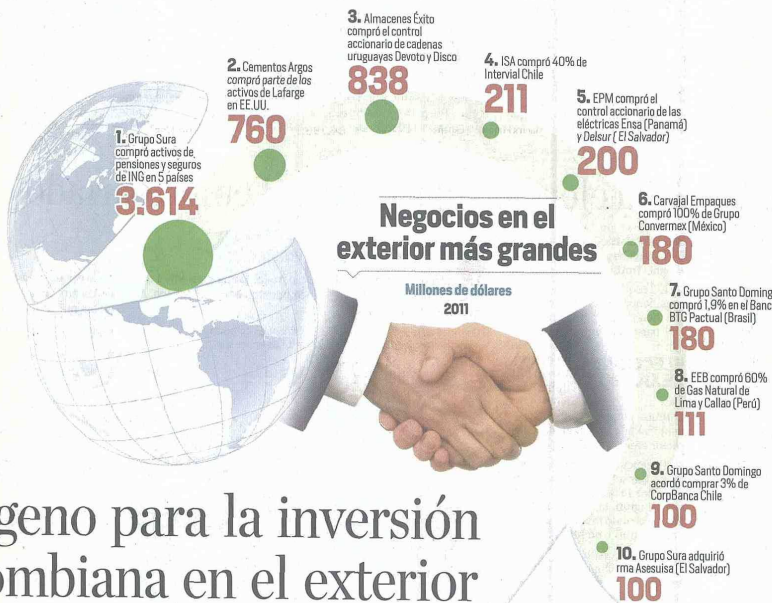 1. Grupo Sura
compró activos de
pensiones y seguros
de ING en 5 países
3.614
2. Cementos Argos
compró parte de los
activos de Lafarge
en EE.UU.
760
3. Almacenes Éxito
compró el control
accionario de cadenas
uruguayas Devoto y Disco
838
4. ISA compró 40% de
Intervial Chile
211
5. EPM compró el
control accionario de las
eléctricas Ensa (Panamá)
y Delsur (El Salvador)
200
6. Carvajal Empaques
compró 100% de Grupo
Convermex (México)
180
7. Grupo Santo Doming
compró 1,9% en el Banc
BTG Pactual (Brasil)
180
8. EEB compró 60%
de Gas Natural de
Lima y Callao (Perú)
111
9. Grupo Santo Domingo
acordó comprar 3% de
CorpBanca Chile
100
10. Grupo Sura adquirió
rma Asesuisa (El Salvador)
100
Negocios en el
exterior más grandes
Millones de dólares
2011
geno para la inversión
ombiana en el exterior